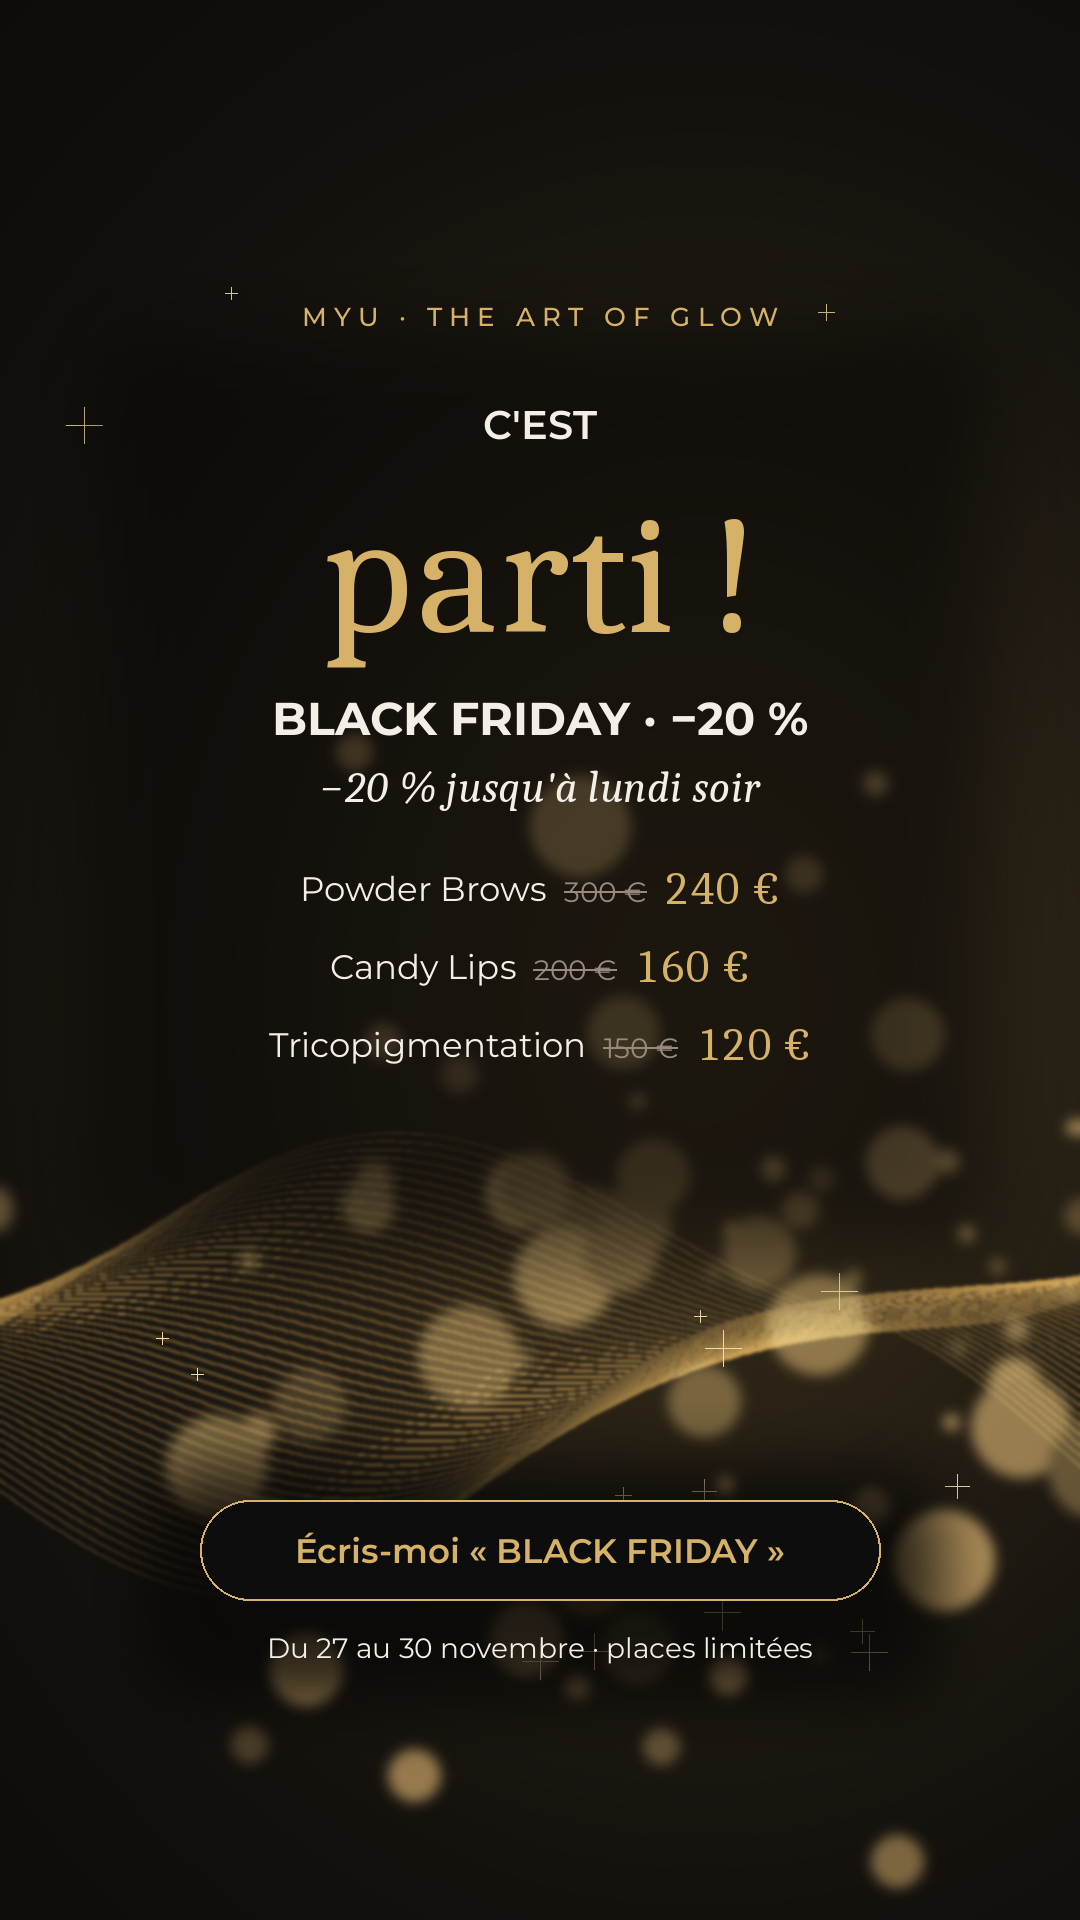 MYU · THE ART OF GLOW
C'EST
parti !
BLACK FRIDAY · −20 %
−20 % jusqu'à lundi soir
Powder Brows 300 € 240 €
Candy Lips 200 € 160 €
Tricopigmentation 150 € 120 €
Écris-moi « BLACK FRIDAY »
Du 27 au 30 novembre · places limitées